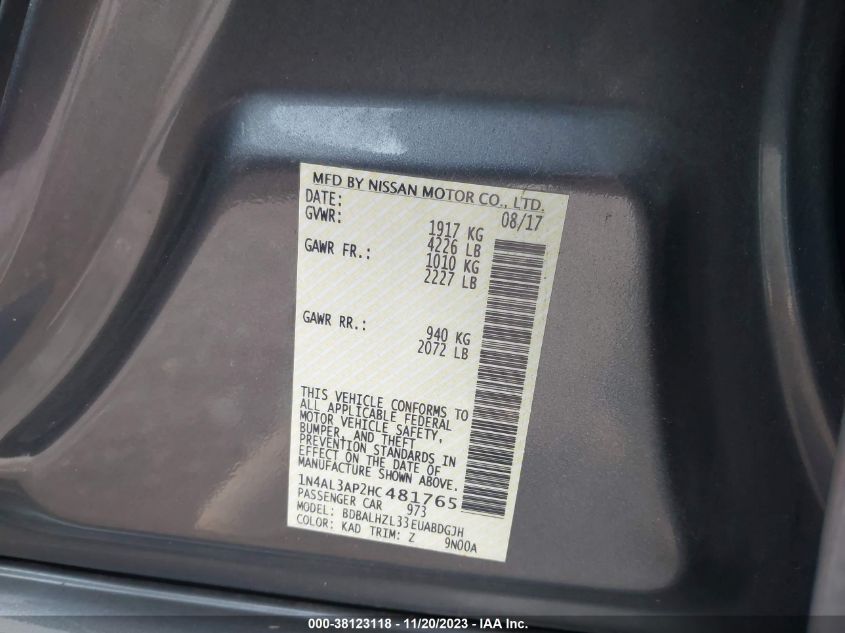 MFD BY NISSAN MOTOR CO., LTD.
DATE: 08/17
GVWR: 1917 KG
4226 LB
GAWR FR.: 1010 KG
2227 LB
GAWR RR.: 940 KG
2072 LB
THIS VEHICLE CONFORMS TO
ALL APPLICABLE FEDERAL
MOTOR VEHICLE SAFETY,
BUMPER, AND THEFT
PREVENTION STANDARDS IN
EFFECT ON THE DATE OF
MANUFACTURE SHOWN ABOVE.
1N4AL3AP2HC481765
PASSENGER CAR 973
MODEL: BDBALHZL33EUABDGJH
COLOR: KAD TRIM: Z 9N00A
000-38123118 - 11/20/2023 - IAA Inc.